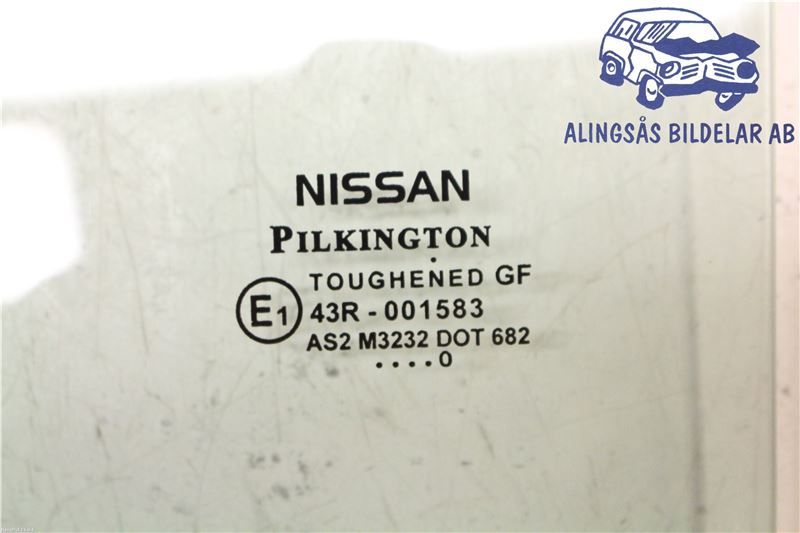 ALINGSÅS BILDELAR AB
NISSAN
PILKINGTON
TOUGHENED GF
E1 43R - 001583
AS2 M3232 DOT 682
....0